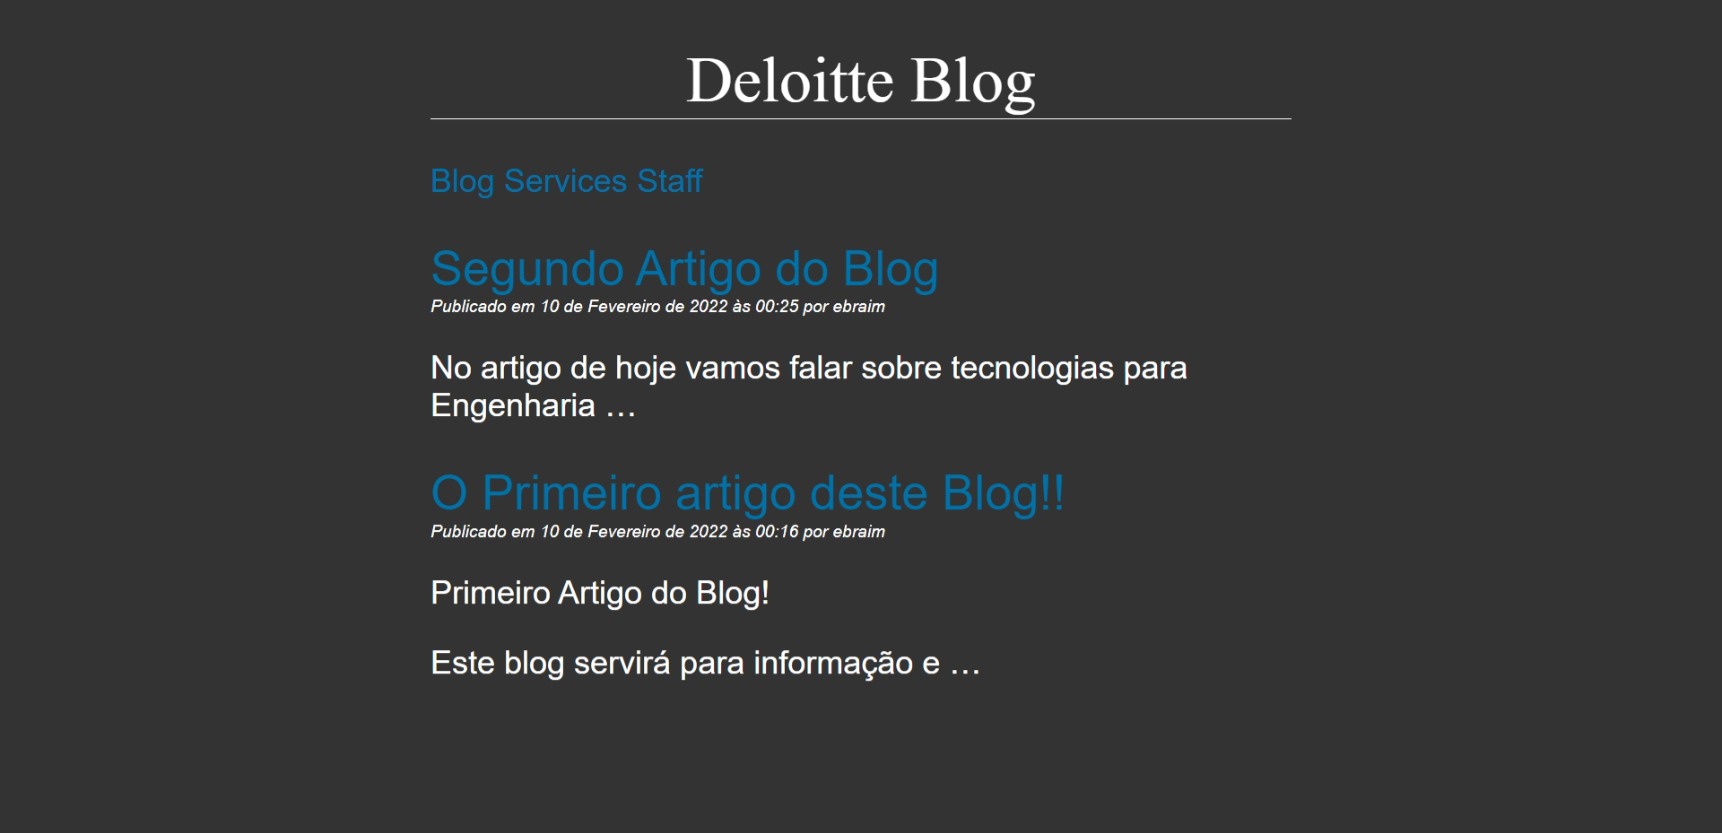 Deloitte Blog
Blog Services Staff
Segundo Artigo do Blog
Publicado em 10 de Fevereiro de 2022 às 00:25 por ebraim
No artigo de hoje vamos falar sobre tecnologias para
Engenharia …
O Primeiro artigo deste Blog!!
Publicado em 10 de Fevereiro de 2022 às 00:16 por ebraim
Primeiro Artigo do Blog!
Este blog servirá para informação e …